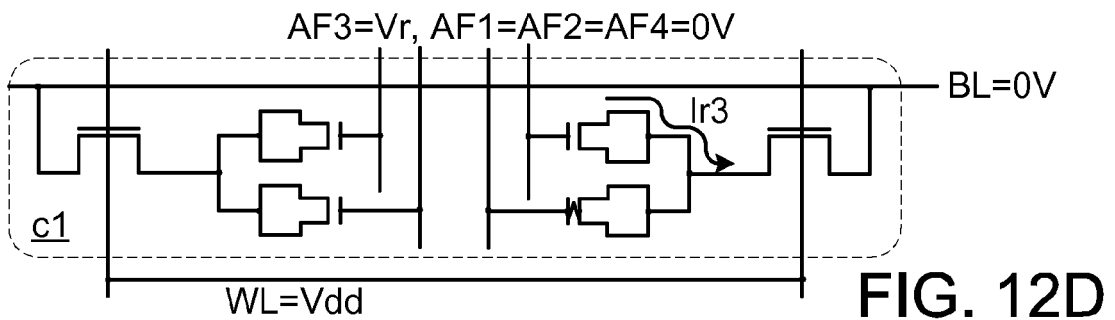 AF3=Vr, AF1=AF2=AF4=0V
BL=0V
Ir3
c1
WL=Vdd
FIG. 12D